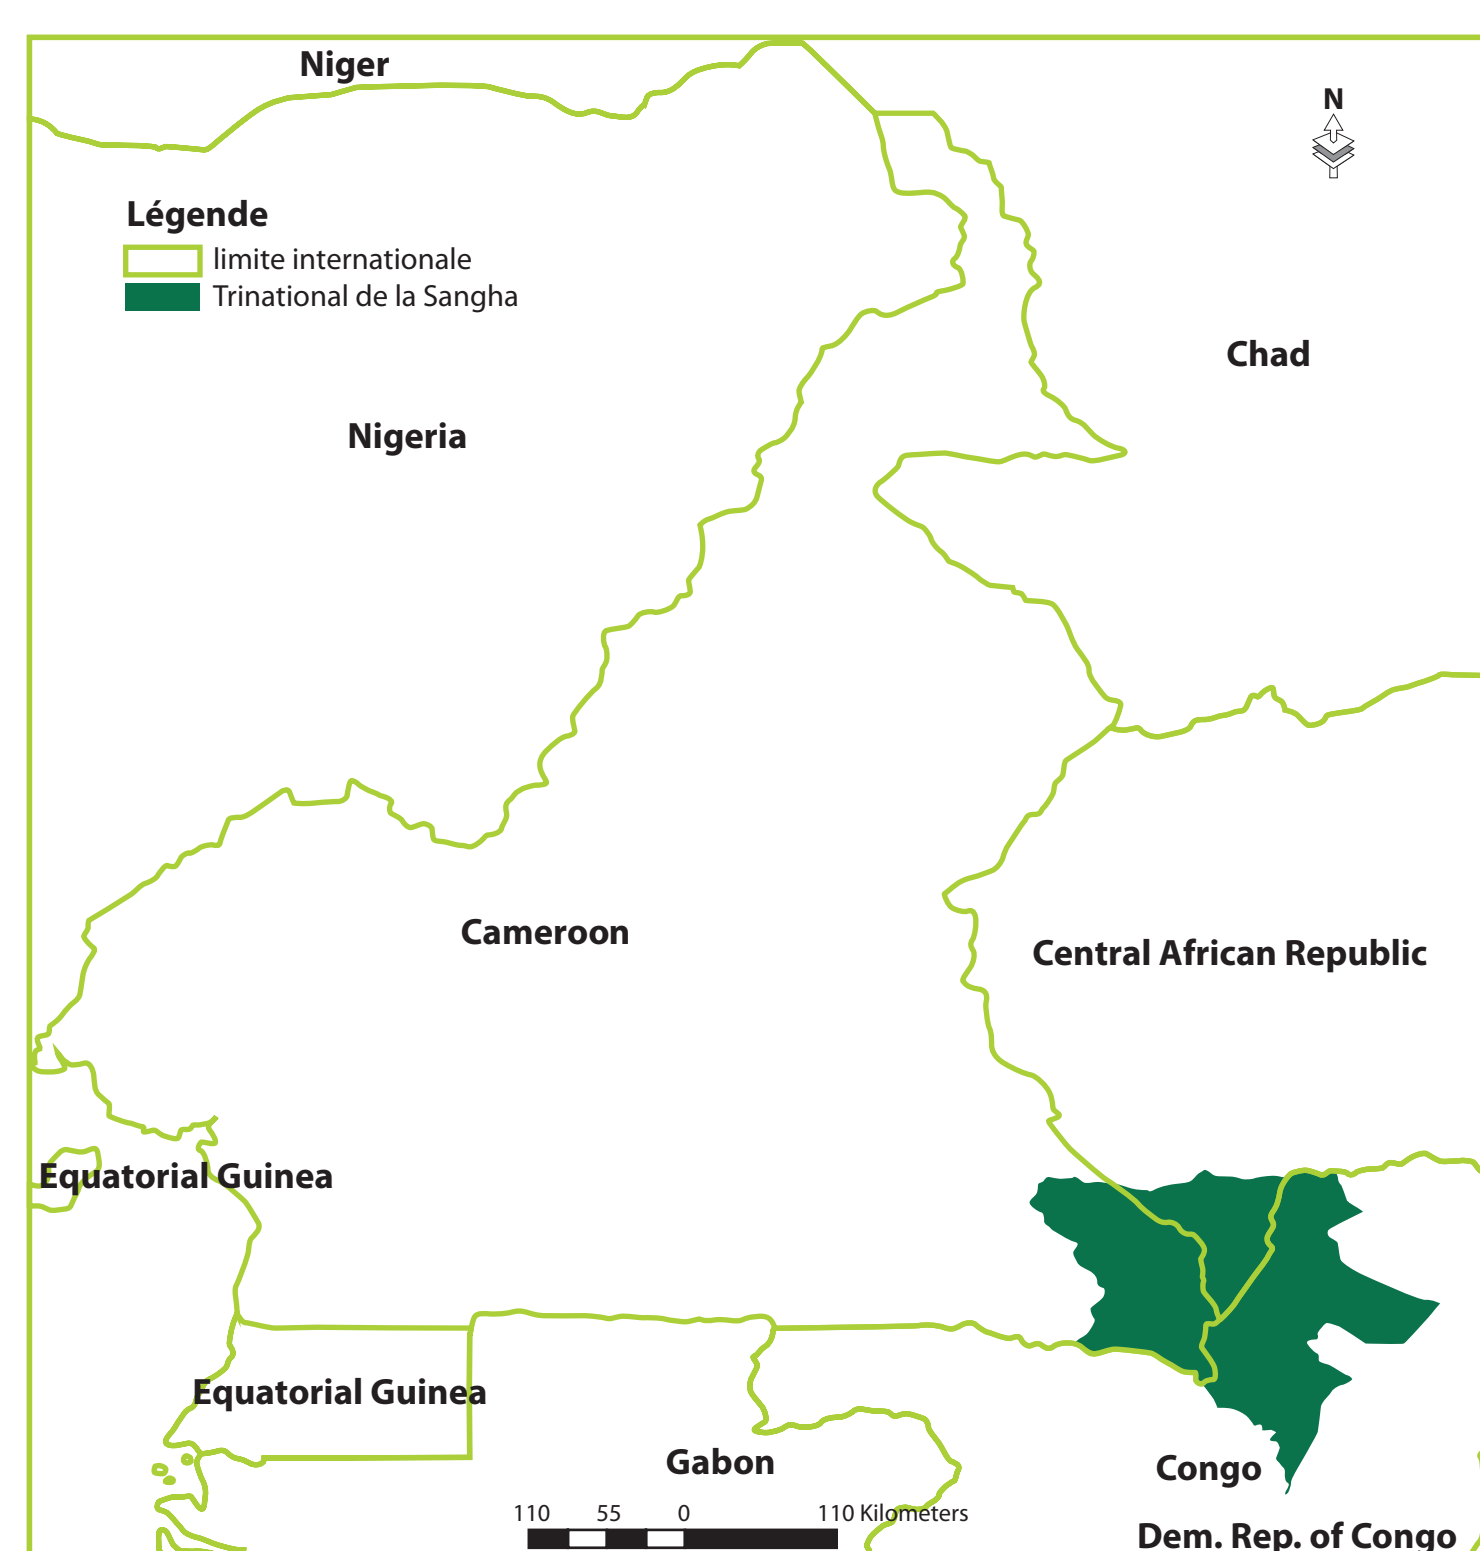 Niger
N
Légende
limite internationale
Trinational de la Sangha
Chad
Nigeria
Cameroon
Central African Republic
Equatorial Guinea
Equatorial Guinea
Gabon
Congo
110 55 0 110 Kilometers
Dem. Rep. of Congo